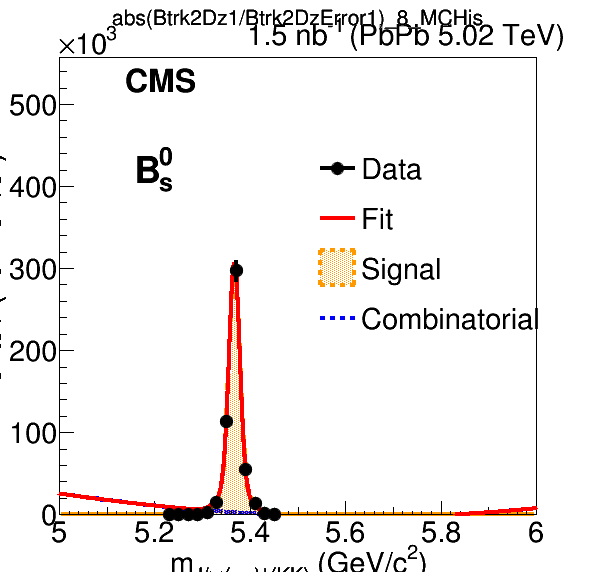 abs(Btrk2Dz1/Btrk2DzError1)_8_MCHis
×10³
1.5 nb⁻¹ (PbPb 5.02 TeV)
CMS
500
B⁰ₛ
Data
400
Fit
300
Signal
Combinatorial
200
100
0
5 5.2 5.4 5.6 5.8 6
(GeV/c²)